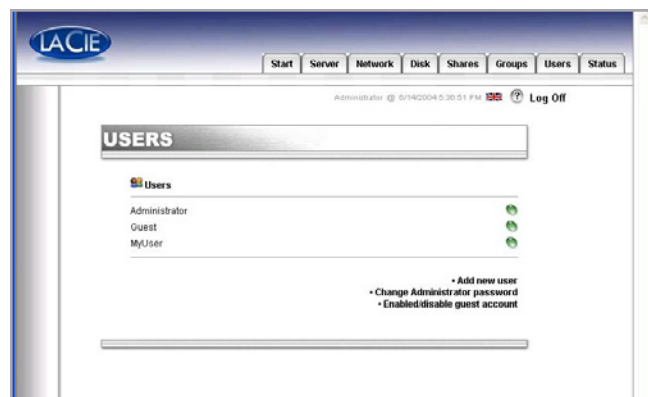 LACIE
Start Server Network Disk Shares Groups Users Status
Administrator @ 6/14/2004 5:30:51 PM ? Log Off
USERS
Users
Administrator
Guest
MyUser
• Add new user
• Change Administrator password
• Enabled/disable guest account